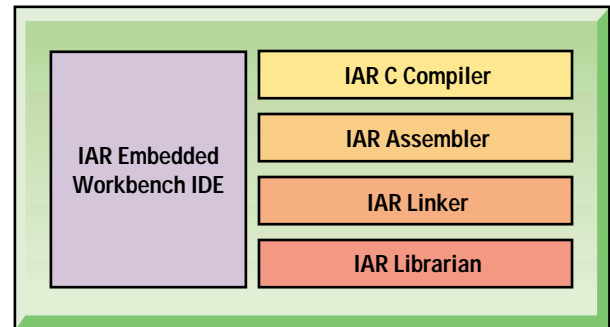 IAR Embedded
Workbench IDE
IAR C Compiler
IAR Assembler
IAR Linker
IAR Librarian